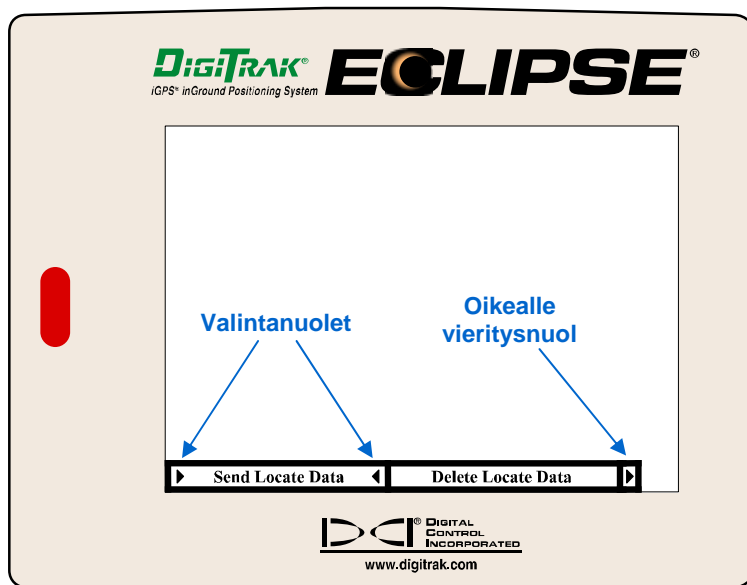 DIGITRAK® ECLIPSE®
iGPS® inGround Positioning System
Valintanuolet
Oikealle
vieritysnuol
Send Locate Data Delete Locate Data
DCI® DIGITAL
CONTROL
INCORPORATED
www.digitrak.com